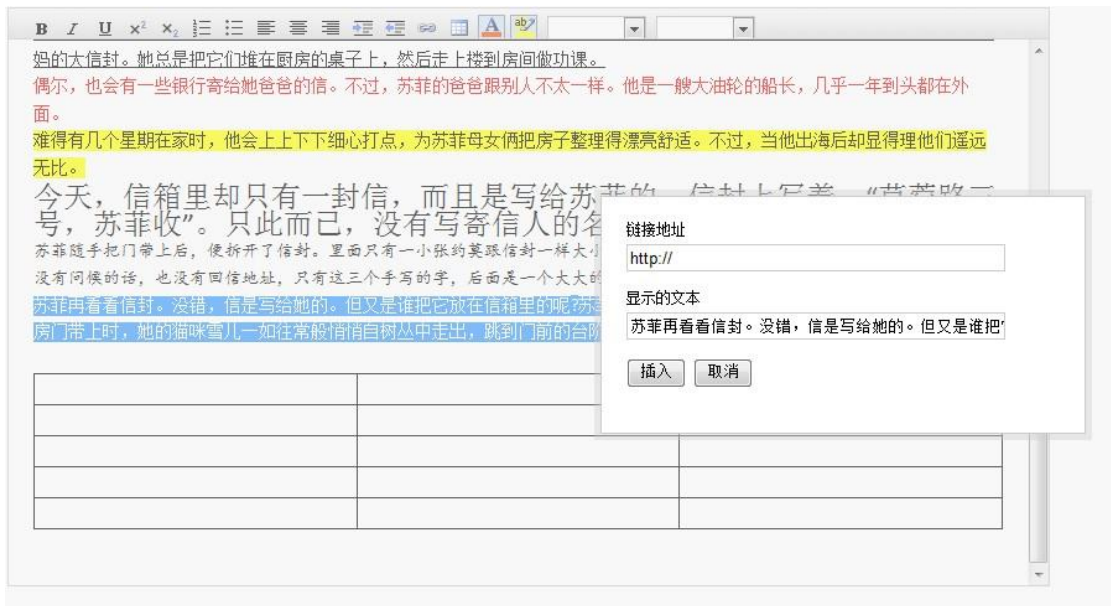 B I U x² x₂ A ab
妈的大信封。她总是把它们堆在厨房的桌子上，然后走上楼到房间做功课。
偶尔，也会有一些银行寄给她爸爸的信。不过，苏菲的爸爸跟别人不太一样。他是一艘大油轮的船长，几乎一年到头都在外
面。
难得有几个星期在家时，他会上上下下细心打点，为苏菲母女俩把房子整理得漂亮舒适。不过，当他出海后却显得理他们遥远
无比。
今天，信箱里却只有一封信，而且是写给苏菲的。信封上写着：“苜蓿路三
号，苏菲收”。只此而已，没有写寄信人的名
苏菲随手把门带上后，便拆开了信封。里面只有一小张约莫跟信封一样大小
没有问候的话，也没有回信地址，只有这三个手写的字，后面是一个大大的
苏菲再看看信封。没错，信是写给她的。但又是谁把它放在信箱里的呢?苏菲
房门带上时，她的猫咪雪儿一如往常般悄悄自树丛中走出，跳到门前的台阶
链接地址
http://
显示的文本
苏菲再看看信封。没错，信是写给她的。但又是谁把
插入 取消